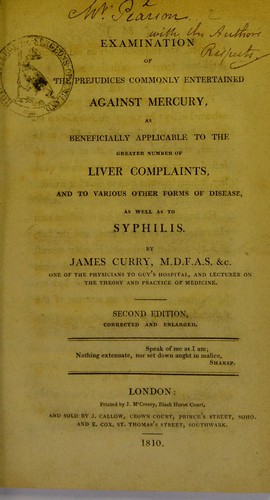 Mr. Pearson
with the Author's
Respects
EXAMINATION
OF
THE PREJUDICES COMMONLY ENTERTAINED
AGAINST MERCURY,
AS
BENEFICIALLY APPLICABLE TO THE
GREATER NUMBER OF
LIVER COMPLAINTS,
AND TO VARIOUS OTHER FORMS OF DISEASE,
AS WELL AS TO
SYPHILIS.
BY
JAMES CURRY, M.D.F.A.S. &c.
ONE OF THE PHYSICIANS TO GUY'S HOSPITAL, AND LECTURER ON
THE THEORY AND PRACTICE OF MEDICINE.
SECOND EDITION,
CORRECTED AND ENLARGED.
Speak of me as I am;
Nothing extenuate, nor set down aught in malice,
SHAKSP.
LONDON:
Printed by J. McCreery, Black Horse Court,
AND SOLD BY J. CALLOW, CROWN COURT, PRINCE'S STREET, SOHO.
AND E. COX, ST. THOMAS'S STREET, SOUTHWARK.
1810.